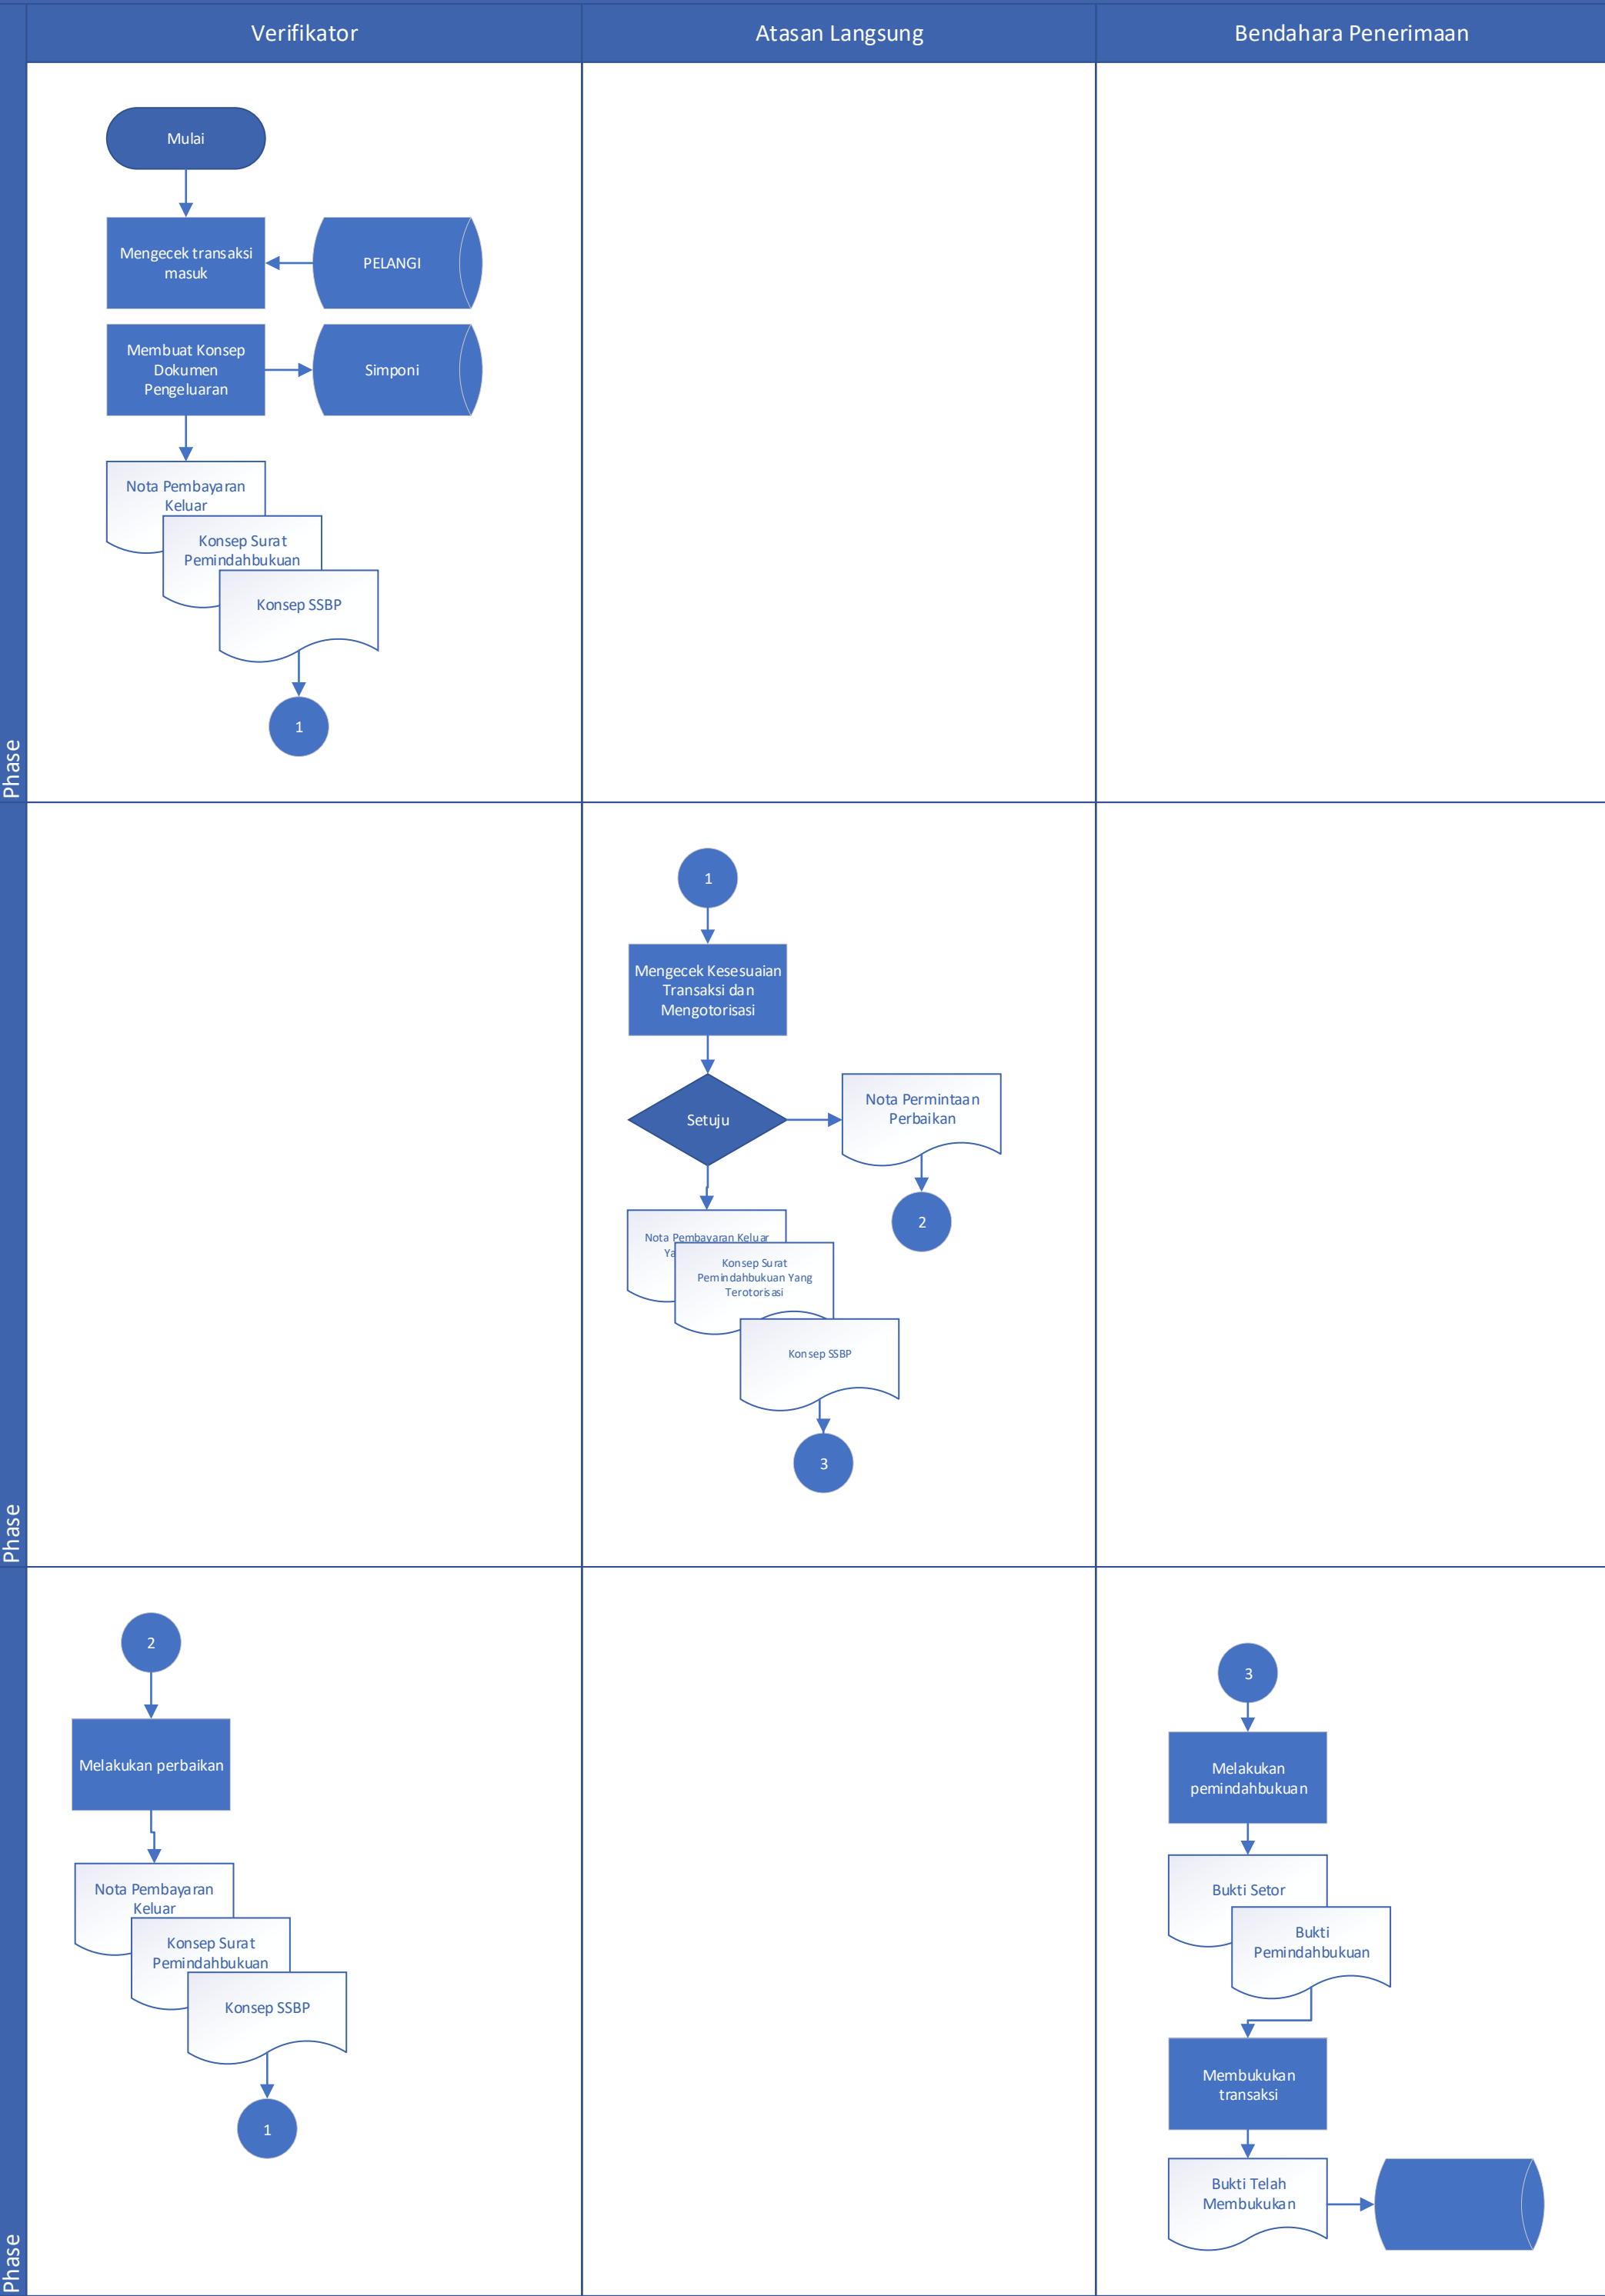 Verifikator
Atasan Langsung
Bendahara Penerimaan
Phase
Mulai
Mengecek transaksi
masuk
PELANGI
Membuat Konsep
Dokumen
Pengeluaran
Simponi
Nota Pembayaran
Keluar
Konsep Surat
Pemindahbukuan
Konsep SSBP
1
Phase
1
Mengecek Kesesuaian
Transaksi dan
Mengotorisasi
Setuju
Nota Permintaan
Perbaikan
2
Nota Pembayaran Keluar
Konsep Surat
Pemindahbukuan Yang
Terotorisasi
Konsep SSBP
3
Phase
2
Melakukan perbaikan
Nota Pembayaran
Keluar
Konsep Surat
Pemindahbukuan
Konsep SSBP
1
3
Melakukan
pemindahbukuan
Bukti Setor
Bukti
Pemindahbukuan
Membukukan
transaksi
Bukti Telah
Membukukan